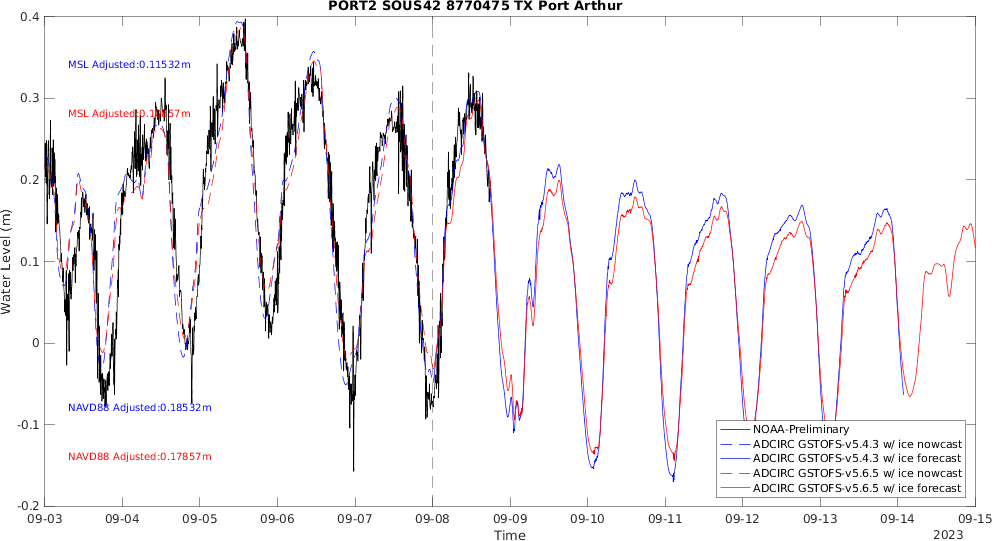 PORT2 SOUS42 8770475 TX Port Arthur
0.4
0.3
0.2
0.1
0
-0.1
-0.2
Water Level (m)
MSL Adjusted:0.11532m
MSL Adjusted:
NAVD88 Adjusted:0.18532m
NAVD88 Adjusted:0.17857m
NOAA-Preliminary
ADCIRC GSTOFS-v5.4.3 w/ ice nowcast
ADCIRC GSTOFS-v5.4.3 w/ ice forecast
ADCIRC GSTOFS-v5.6.5 w/ ice nowcast
ADCIRC GSTOFS-v5.6.5 w/ ice forecast
09-03 09-04 09-05 09-06 09-07 09-08 09-09 09-10 09-11 09-12 09-13 09-14 09-15
Time
2023